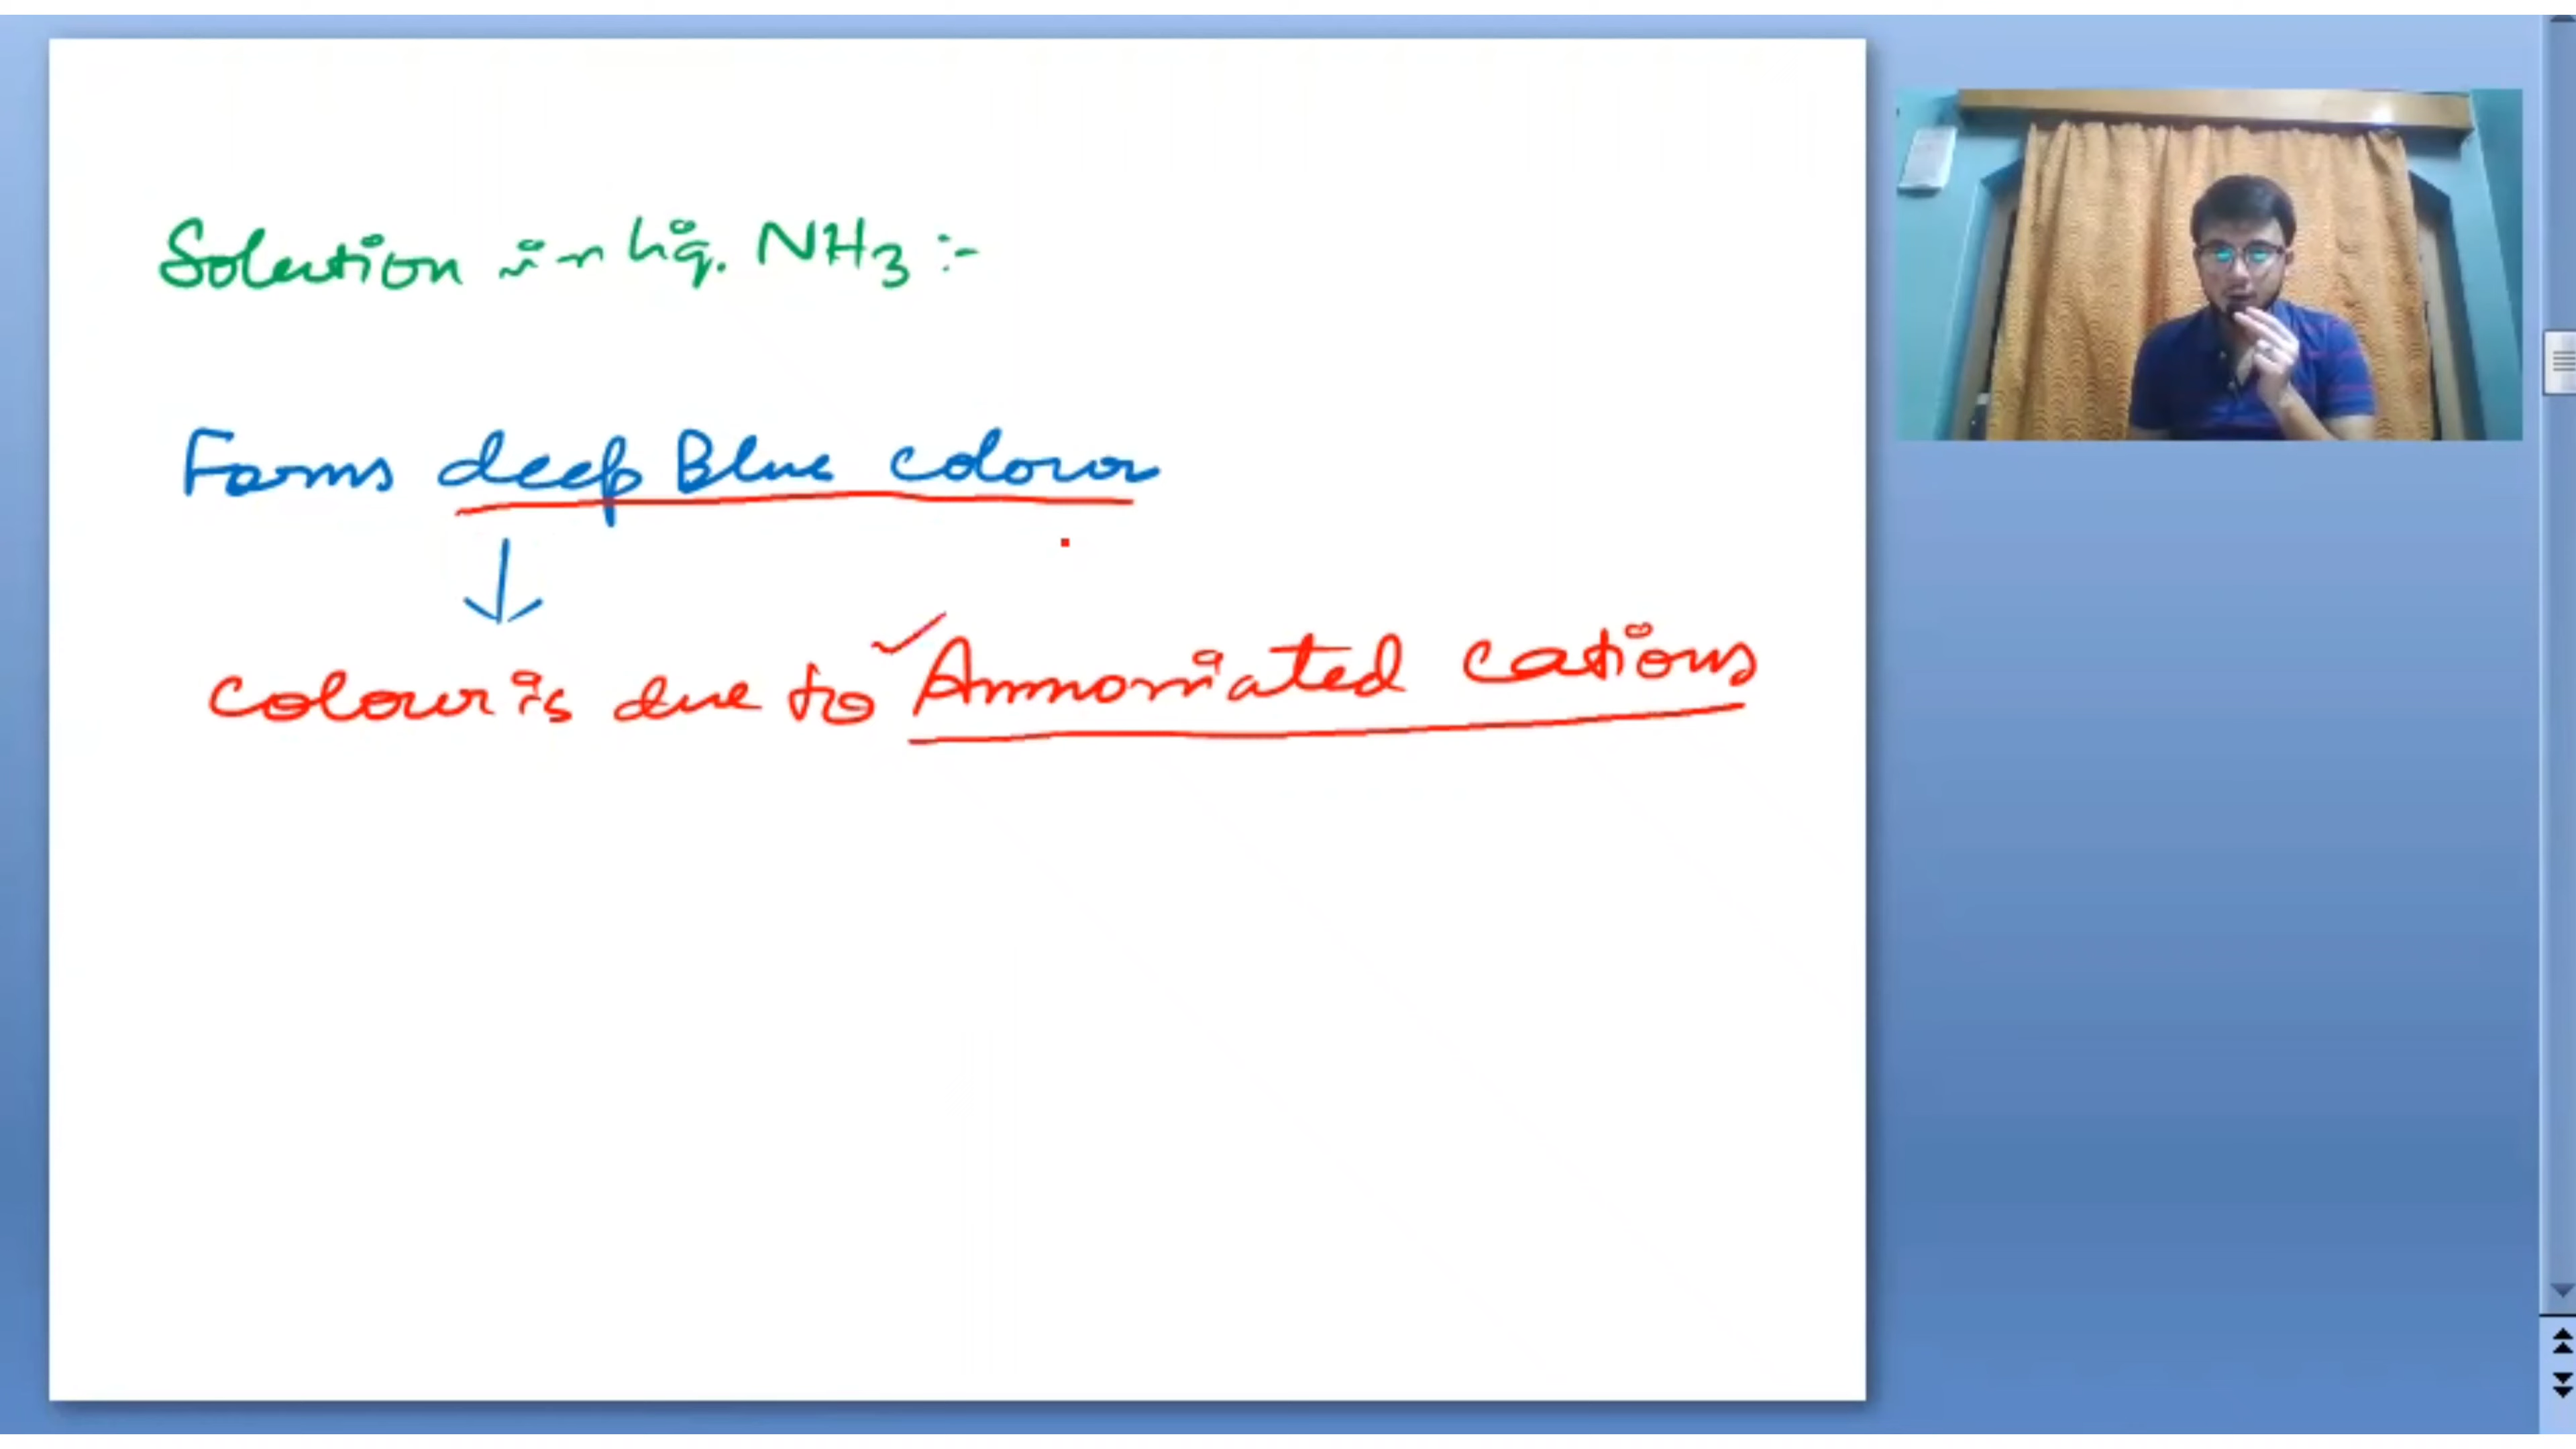 Solution in liq. NH3 :-
Forms deep Blue colour
colour is due to Ammoniated cations